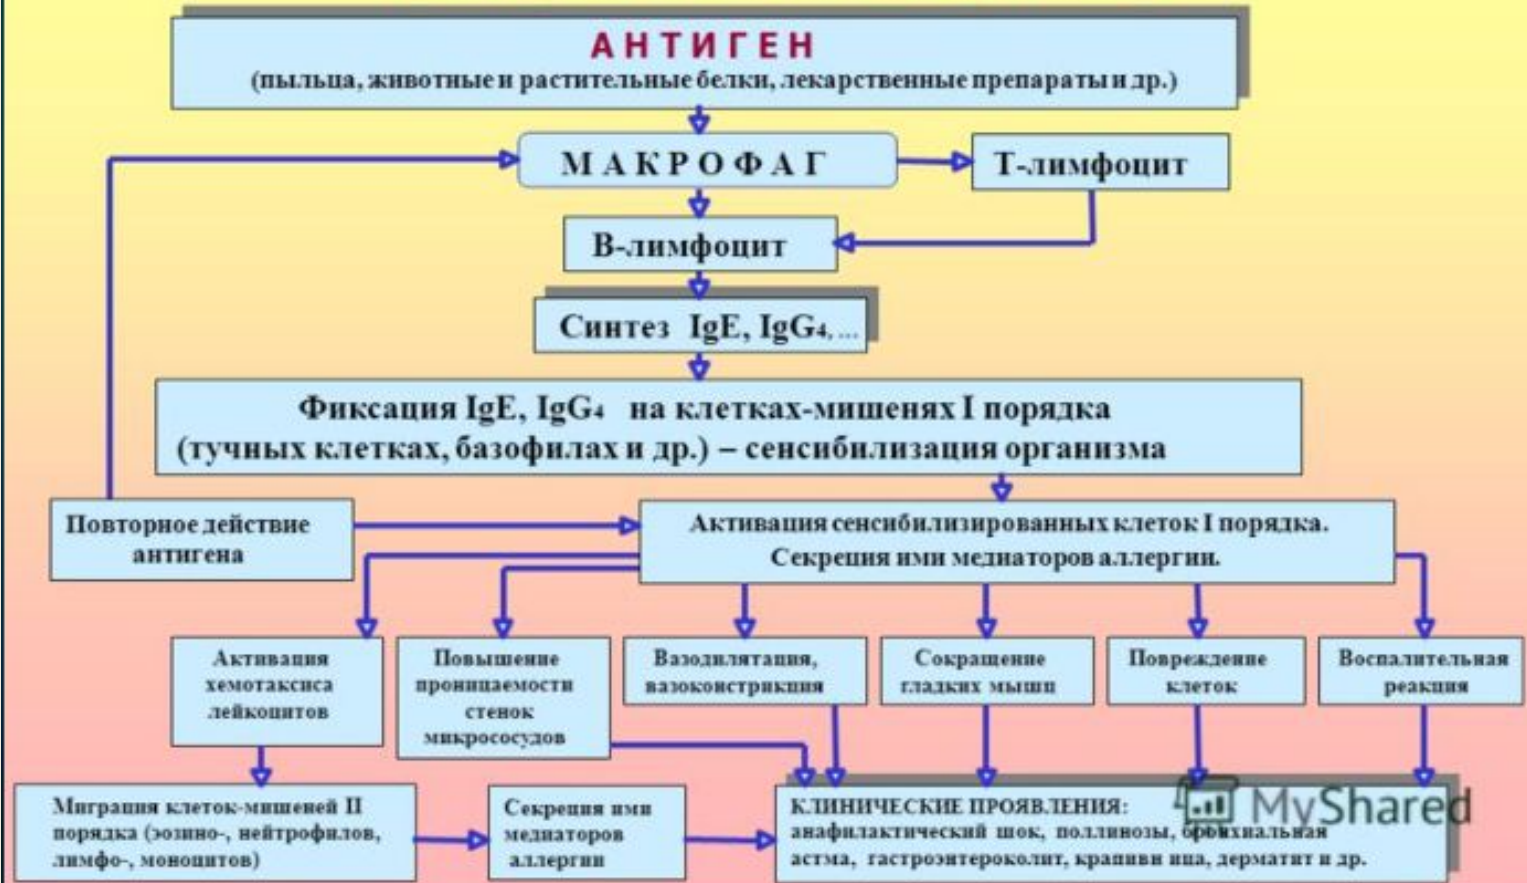 АНТИГЕН
(пыльца, животные и растительные белки, лекарственные препараты и др.)
МАКРОФАГ
Т-лимфоцит
В-лимфоцит
Синтез IgE, IgG4, ...
Фиксация IgE, IgG4 на клетках-мишенях I порядка
(тучных клетках, базофилах и др.) – сенсибилизация организма
Повторное действие
антигена
Активация сенсибилизированных клеток I порядка.
Секреция ими медиаторов аллергии.
Активация
хемотаксиса
лейкоцитов
Повышение
проницаемости
стенок
микрососудов
Вазодилятация,
вазоконстрикция
Сокращение
гладких мышц
Повреждение
клеток
Воспалительная
реакция
Миграция клеток-мишеней II
порядка (эозино-, нейтрофилов,
лимфо-, моноцитов)
Секреция ими
медиаторов
аллергии
КЛИНИЧЕСКИЕ ПРОЯВЛЕНИЯ:
анафилактический шок, поллинозы, бронхиальная
астма, гастроэнтероколит, крапивн ица, дерматит и др.
MyShared